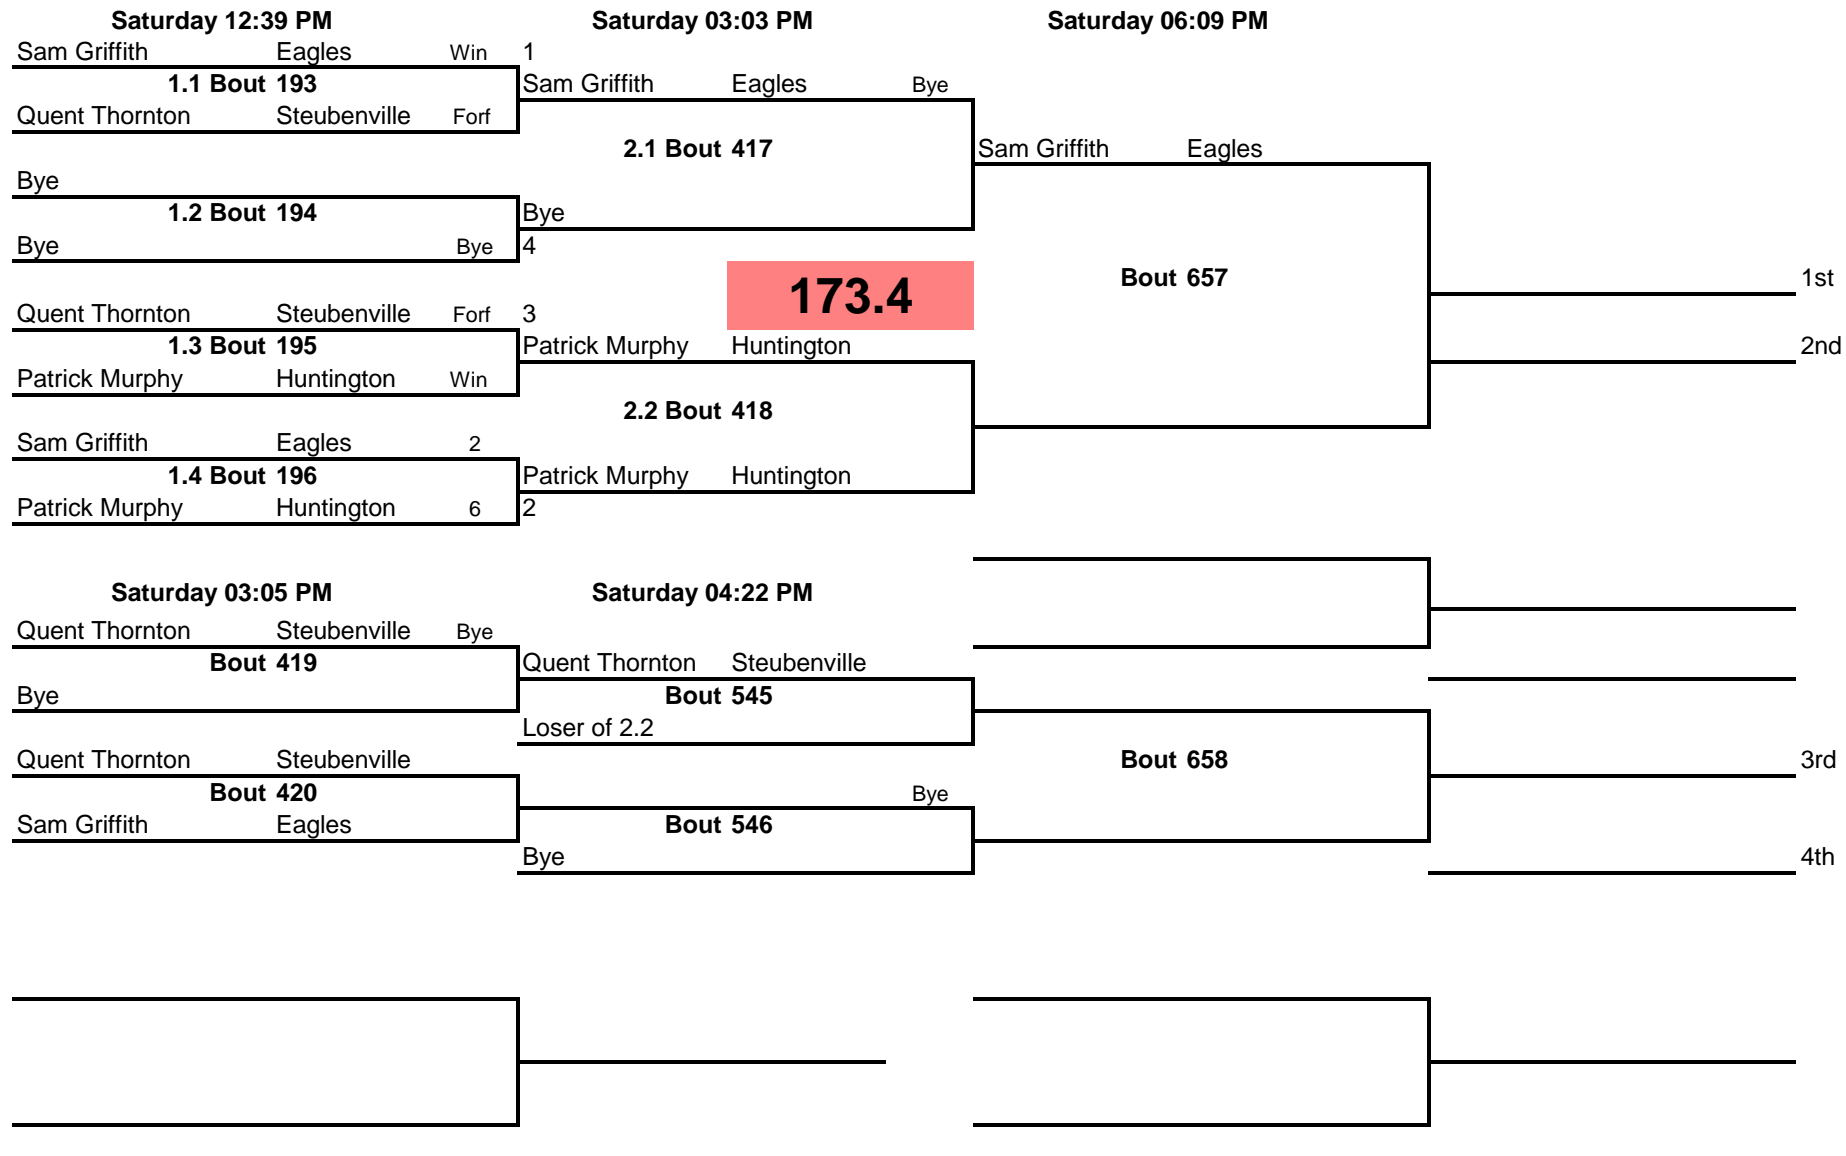 Saturday 12:39 PM Saturday 03:03 PM Saturday 06:09 PM
Sam Griffith Eagles Win 1
1.1 Bout 193 Sam Griffith Eagles Bye
Quent Thornton Steubenville Forf
2.1 Bout 417 Sam Griffith Eagles
Bye
1.2 Bout 194 Bye
Bye Bye 4
173.4 Bout 657 1st
Quent Thornton Steubenville Forf 3
1.3 Bout 195 Patrick Murphy Huntington 2nd
Patrick Murphy Huntington Win
2.2 Bout 418
Sam Griffith Eagles 2
1.4 Bout 196 Patrick Murphy Huntington
Patrick Murphy Huntington 6 2
Saturday 03:05 PM Saturday 04:22 PM
Quent Thornton Steubenville Bye
Bout 419 Quent Thornton Steubenville
Bye Bout 545
Loser of 2.2
Quent Thornton Steubenville Bout 658 3rd
Bout 420 Bye
Sam Griffith Eagles Bout 546
Bye 4th